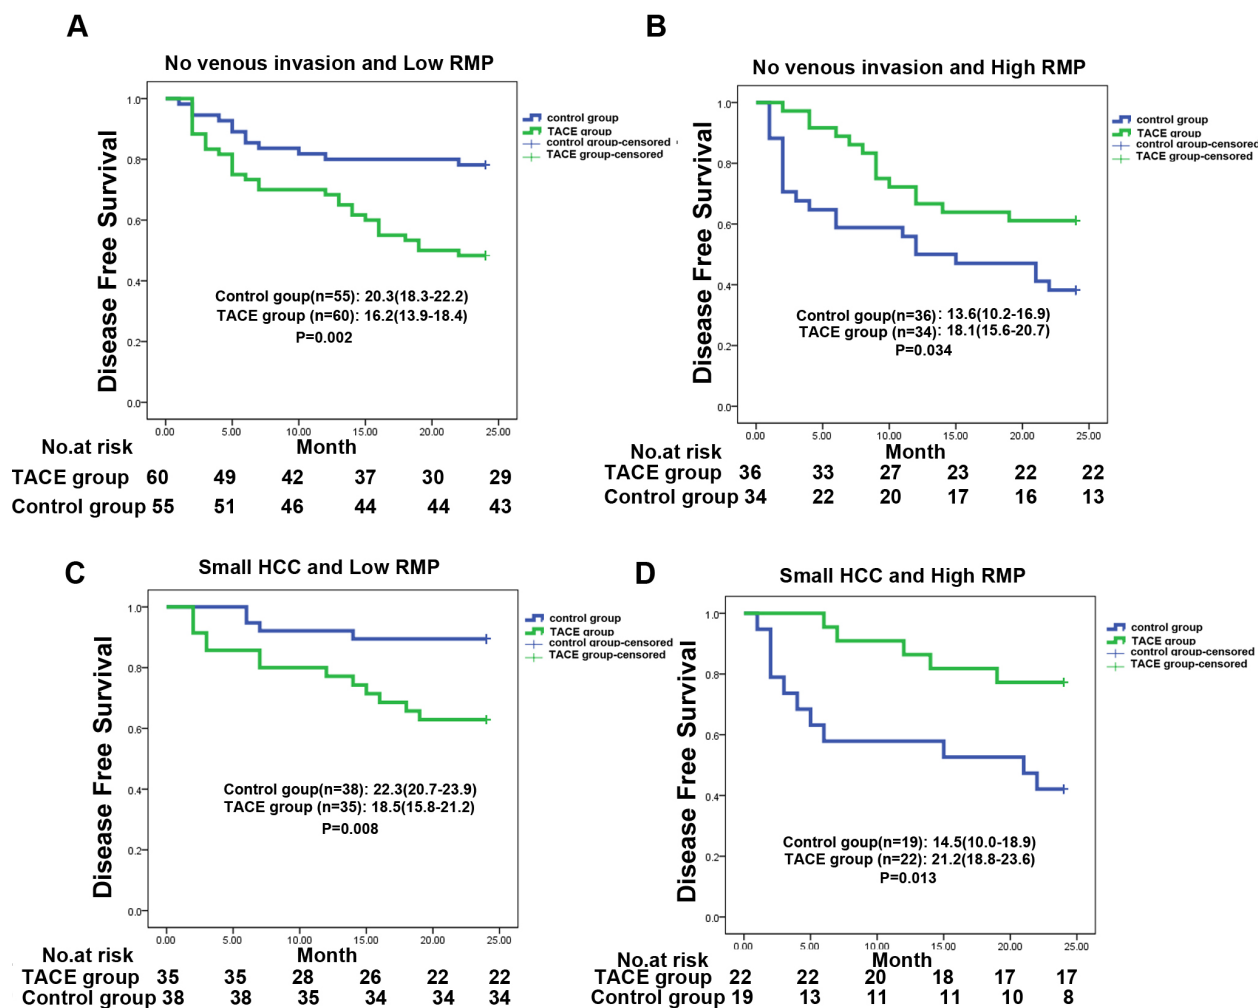 A
No venous invasion and Low RMP
Disease Free Survival
1.0
0.8
0.6
0.4
0.2
0.0
control group
TACE group
control group-censored
TACE group-censored
Control goup(n=55): 20.3(18.3-22.2)
TACE group (n=60): 16.2(13.9-18.4)
P=0.002
0.00 5.00 10.00 15.00 20.00 25.00
No.at risk Month
TACE group 60 49 42 37 30 29
Control group 55 51 46 44 44 43
B
No venous invasion and High RMP
Disease Free Survival
1.0
0.8
0.6
0.4
0.2
0.0
control group
TACE group
control group-censored
TACE group-censored
Control goup(n=36): 13.6(10.2-16.9)
TACE group (n=34): 18.1(15.6-20.7)
P=0.034
0.00 5.00 10.00 15.00 20.00 25.00
No.at risk Month
TACE group 36 33 27 23 22 22
Control group 34 22 20 17 16 13
C
Small HCC and Low RMP
Disease Free Survival
1.0
0.8
0.6
0.4
0.2
0.0
control group
TACE group
control group-censored
TACE group-censored
Control goup(n=38): 22.3(20.7-23.9)
TACE group (n=35): 18.5(15.8-21.2)
P=0.008
0.00 5.00 10.00 15.00 20.00 25.00
No.at risk Month
TACE group 35 35 28 26 22 22
Control group 38 38 35 34 34 34
D
Small HCC and High RMP
Disease Free Survival
1.0
0.8
0.6
0.4
0.2
0.0
control group
TACE group
control group-censored
TACE group-censored
Control goup(n=19): 14.5(10.0-18.9)
TACE group (n=22): 21.2(18.8-23.6)
P=0.013
0.00 5.00 10.00 15.00 20.00 25.00
No.at risk Month
TACE group 22 22 20 18 17 17
Control group 19 13 11 11 10 8